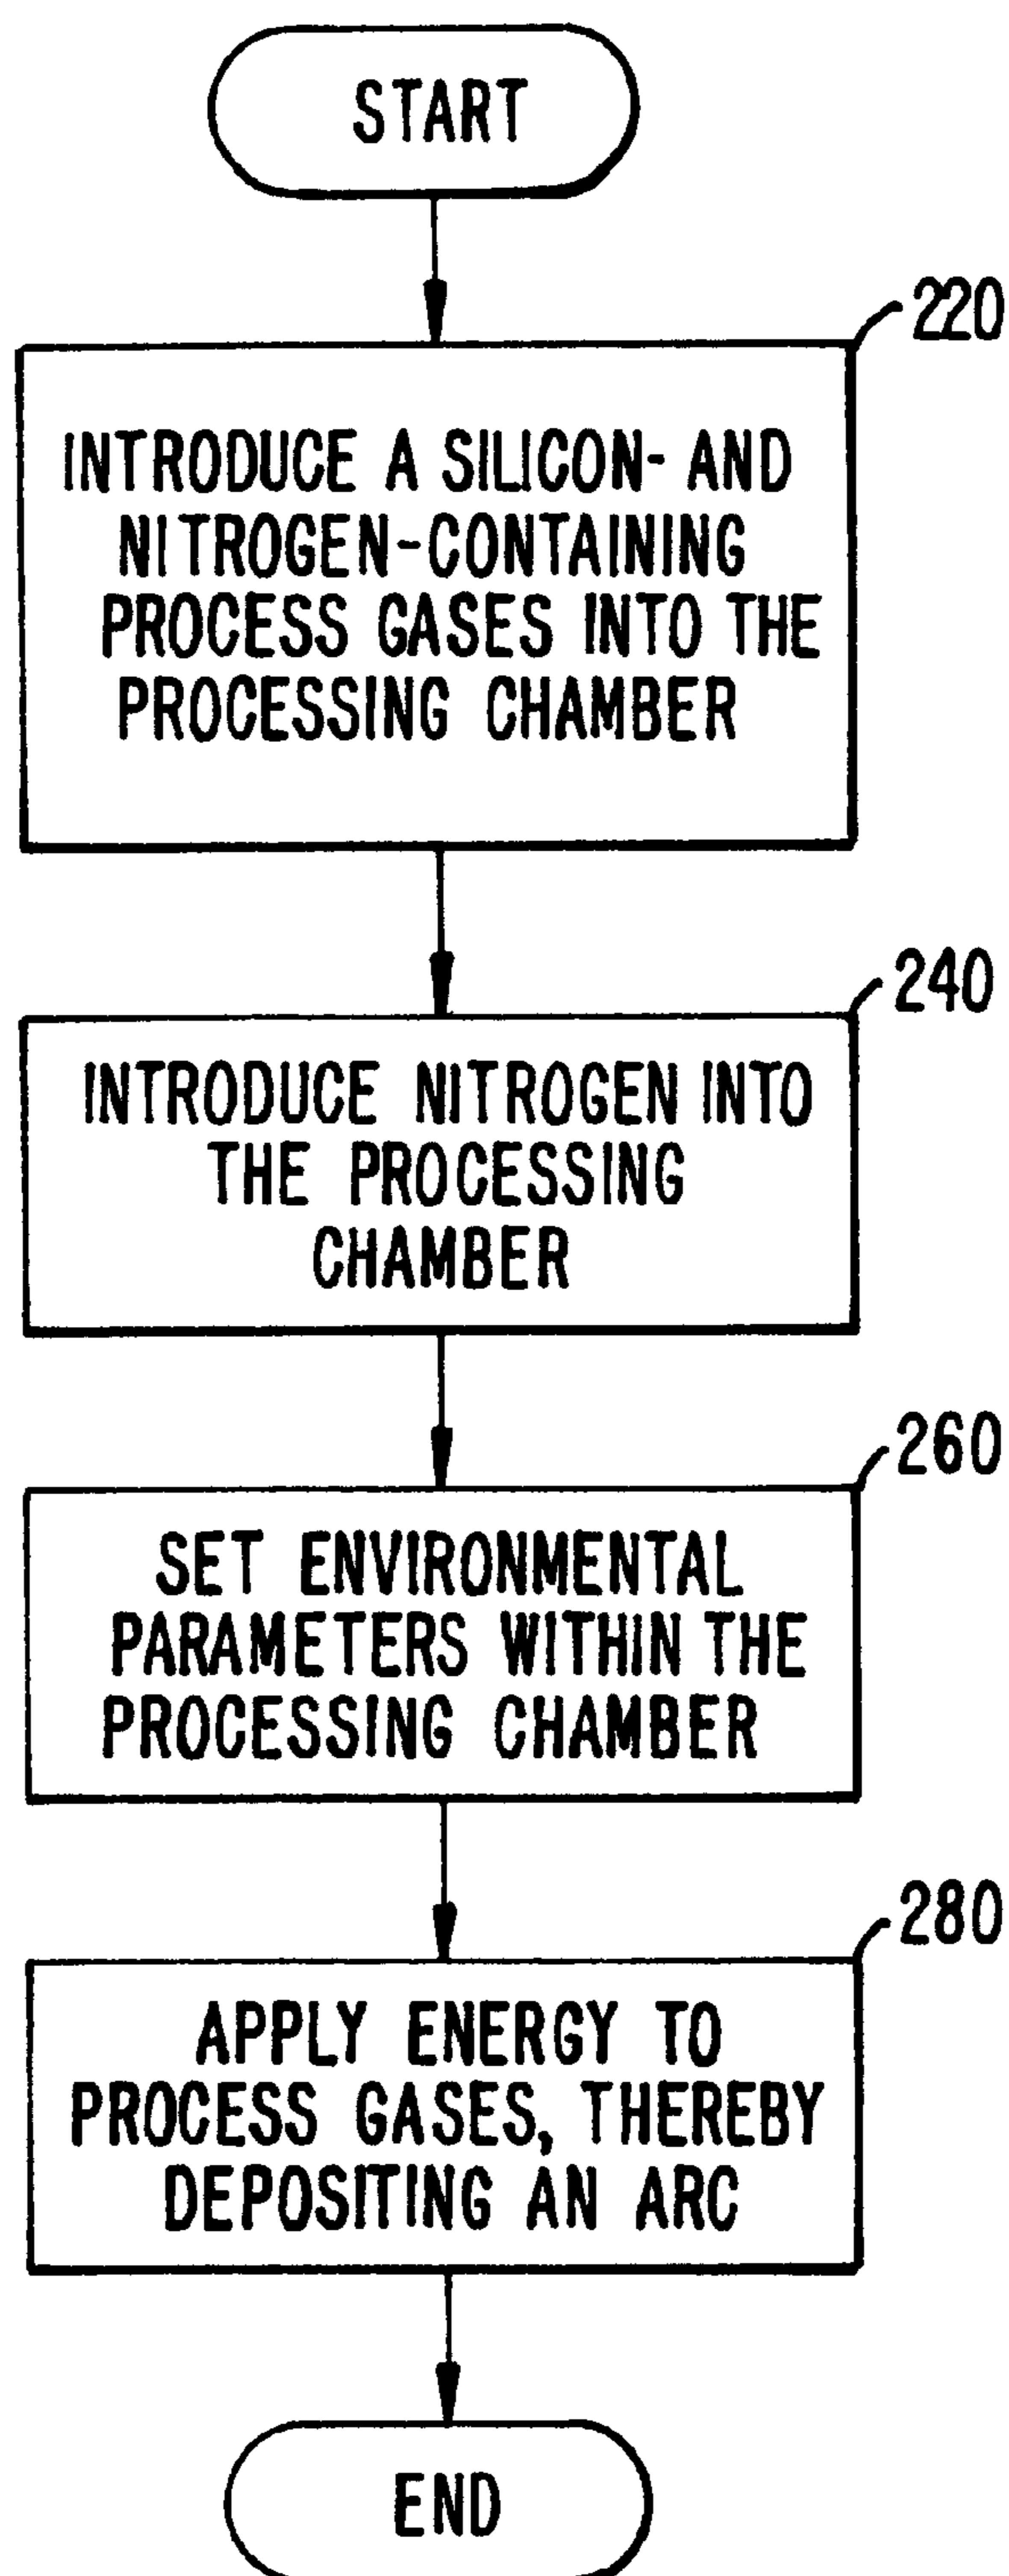 START
220
INTRODUCE A SILICON- AND
NITROGEN-CONTAINING
PROCESS GASES INTO THE
PROCESSING CHAMBER
240
INTRODUCE NITROGEN INTO
THE PROCESSING
CHAMBER
260
SET ENVIRONMENTAL
PARAMETERS WITHIN THE
PROCESSING CHAMBER
280
APPLY ENERGY TO
PROCESS GASES, THEREBY
DEPOSITING AN ARC
END